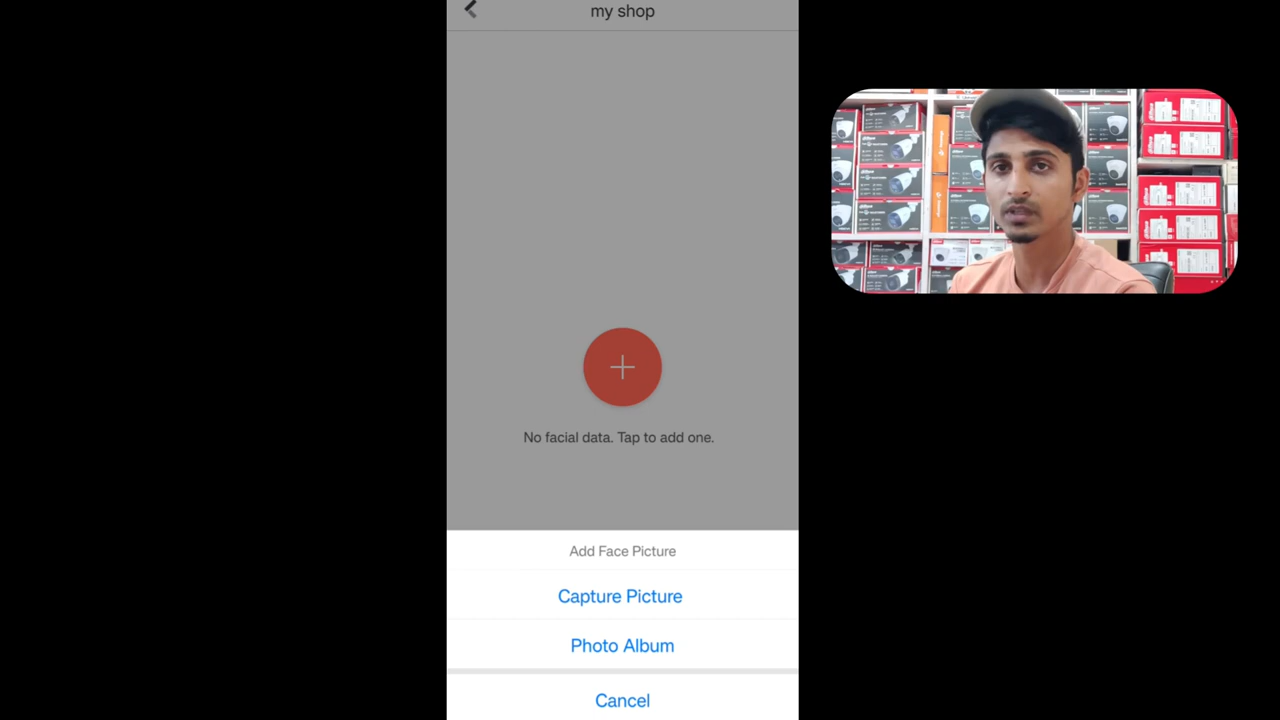 my shop
No facial data. Tap to add one.
Add Face Picture
Capture Picture
Photo Album
Cancel